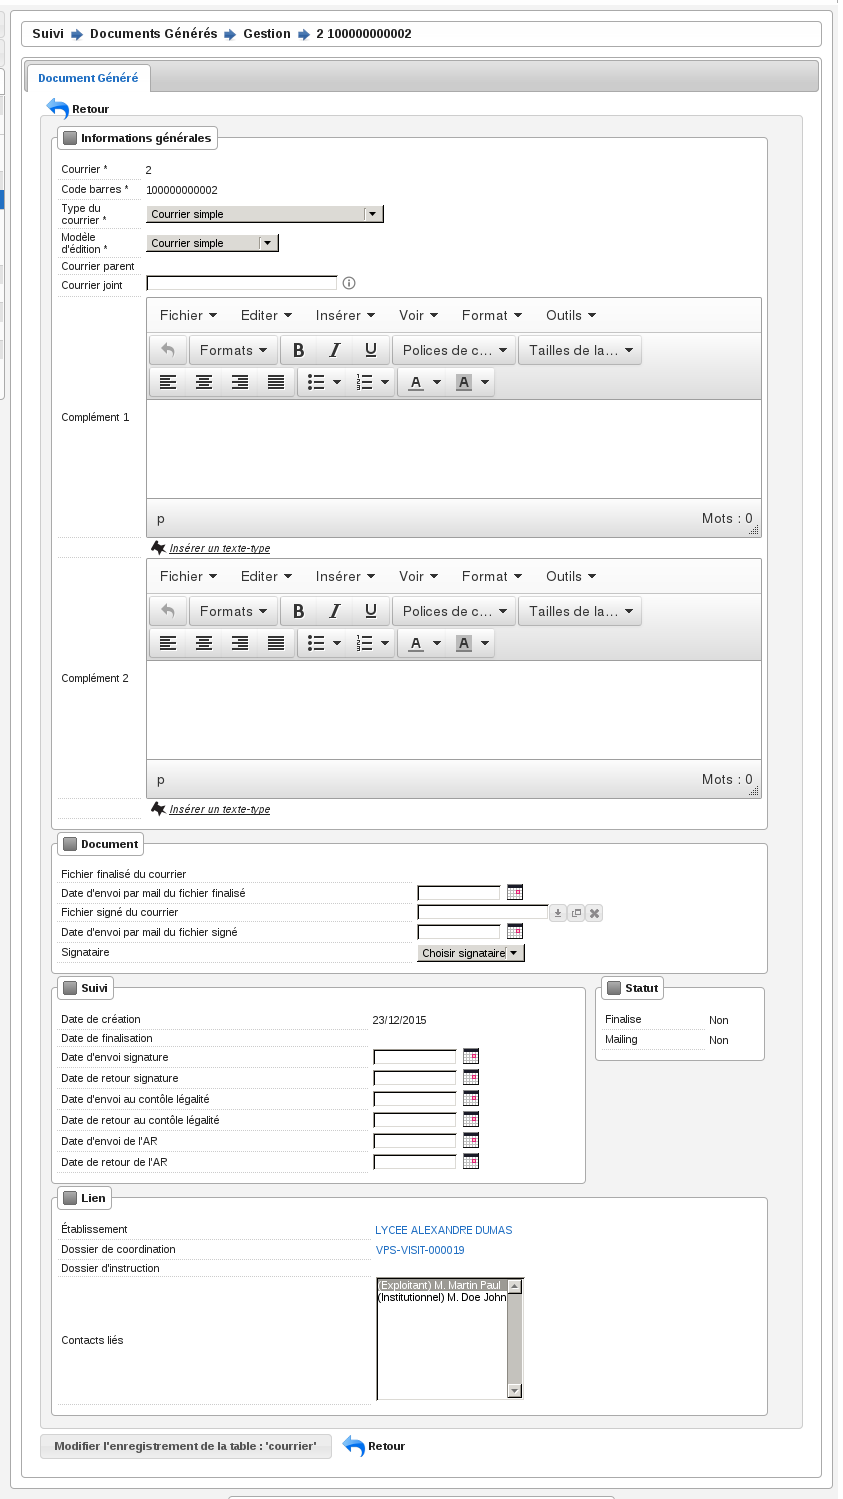 Suivi Documents Générés Gestion 2 100000000002
Document Généré
Retour
Informations générales
Courrier * 2
Code barres * 100000000002
Type du
courrier * Courrier simple
Modèle
d'édition * Courrier simple
Courrier parent
Courrier joint
Fichier Editer Insérer Voir Format Outils
Formats B I U Polices de c... Tailles de la...
A A
Complément 1
p Mots : 0
Insérer un texte-type
Fichier Editer Insérer Voir Format Outils
Formats B I U Polices de c... Tailles de la...
A A
Complément 2
p Mots : 0
Insérer un texte-type
Document
Fichier finalisé du courrier
Date d'envoi par mail du fichier finalisé
Fichier signé du courrier
Date d'envoi par mail du fichier signé
Signataire Choisir signataire
Suivi
Date de création 23/12/2015
Date de finalisation
Date d'envoi signature
Date de retour signature
Date d'envoi au contôle légalité
Date de retour au contôle légalité
Date d'envoi de l'AR
Date de retour de l'AR
Statut
Finalise Non
Mailing Non
Lien
Établissement LYCEE ALEXANDRE DUMAS
Dossier de coordination VPS-VISIT-000019
Dossier d'instruction
Contacts liés
(Exploitant) M. Martin Paul
(Institutionnel) M. Doe John
Modifier l'enregistrement de la table : 'courrier' Retour